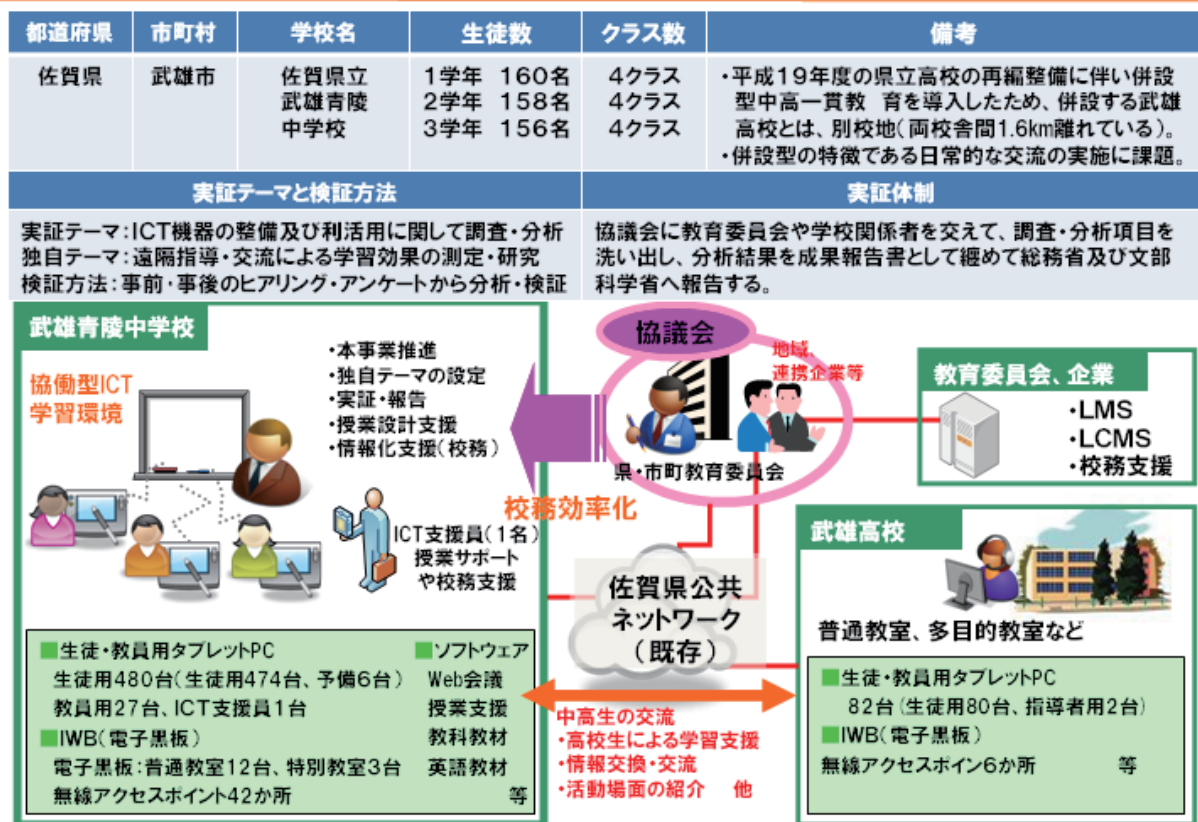 都道府県 市町村 学校名 生徒数 クラス数 備考
佐賀県 武雄市 佐賀県立 1学年 160名 4クラス ・平成19年度の県立高校の再編整備に伴い併設
武雄青陵 2学年 158名 4クラス 型中高一貫教 育を導入したため、併設する武雄
中学校 3学年 156名 4クラス 高校とは、別校地(両校舎間1.6km離れている)。
・併設型の特徴である日常的な交流の実施に課題。
実証テーマと検証方法 実証体制
実証テーマ:ICT機器の整備及び利活用に関して調査・分析
独自テーマ:遠隔指導・交流による学習効果の測定・研究
検証方法:事前・事後のヒアリング・アンケートから分析・検証
協議会に教育委員会や学校関係者を交えて、調査・分析項目を
洗い出し、分析結果を成果報告書として纏めて総務省及び文部
科学省へ報告する。
武雄青陵中学校
協働型ICT
学習環境
・本事業推進
・独自テーマの設定
・実証・報告
・授業設計支援
・情報化支援(校務)
校務効率化
ICT支援員(1名)
授業サポート
や校務支援
協議会
地域、
連携企業等
県・市町教育委員会
教育委員会、企業
・LMS
・LCMS
・校務支援
佐賀県公共
ネットワーク
(既存)
武雄高校
普通教室、多目的教室など
■生徒・教員用タブレットPC
生徒用480台(生徒用474台、予備6台)
教員用27台、ICT支援員1台
■IWB(電子黒板)
電子黒板:普通教室12台、特別教室3台
無線アクセスポイント42か所
■ソフトウェア
Web会議
授業支援
教科教材
英語教材
等
中高生の交流
・高校生による学習支援
・情報交換・交流
・活動場面の紹介 他
■生徒・教員用タブレットPC
82台(生徒用80台、指導者用2台)
■IWB(電子黒板)
無線アクセスポイン6か所 等